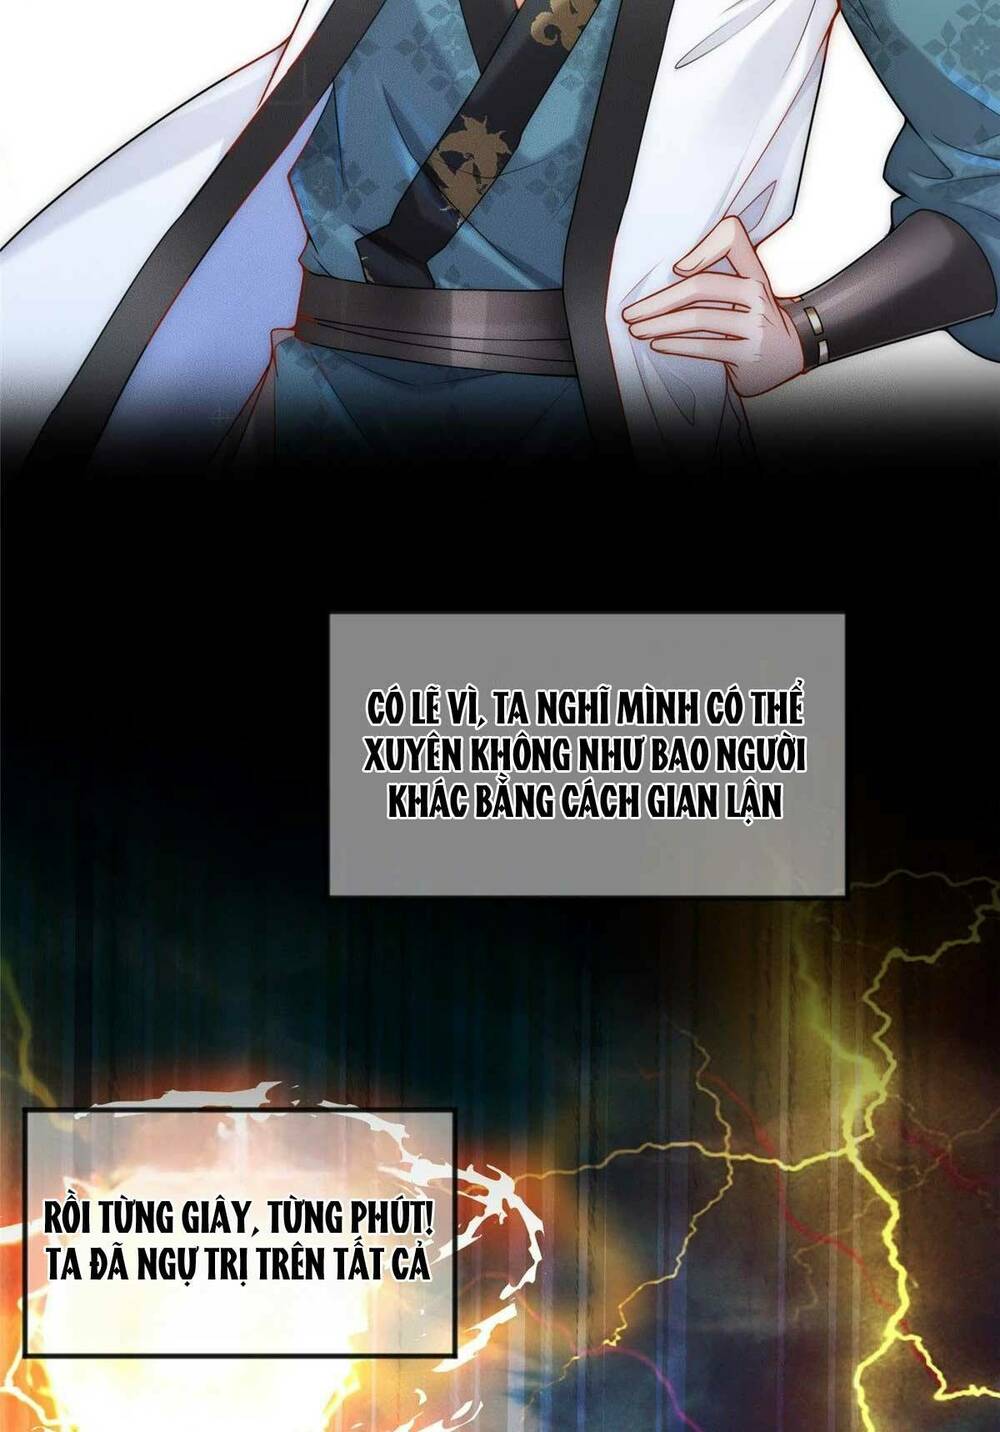 CÓ LẼ VÌ, TA NGHĨ MÌNH CÓ THỂ
XUYÊN KHÔNG NHƯ BAO NGƯỜI
KHÁC BẰNG CÁCH GIAN LẬN
RỒI TỪNG GIÂY, TỪNG PHÚT!
TA ĐÃ NGỰ TRỊ TRÊN TẤT CẢ